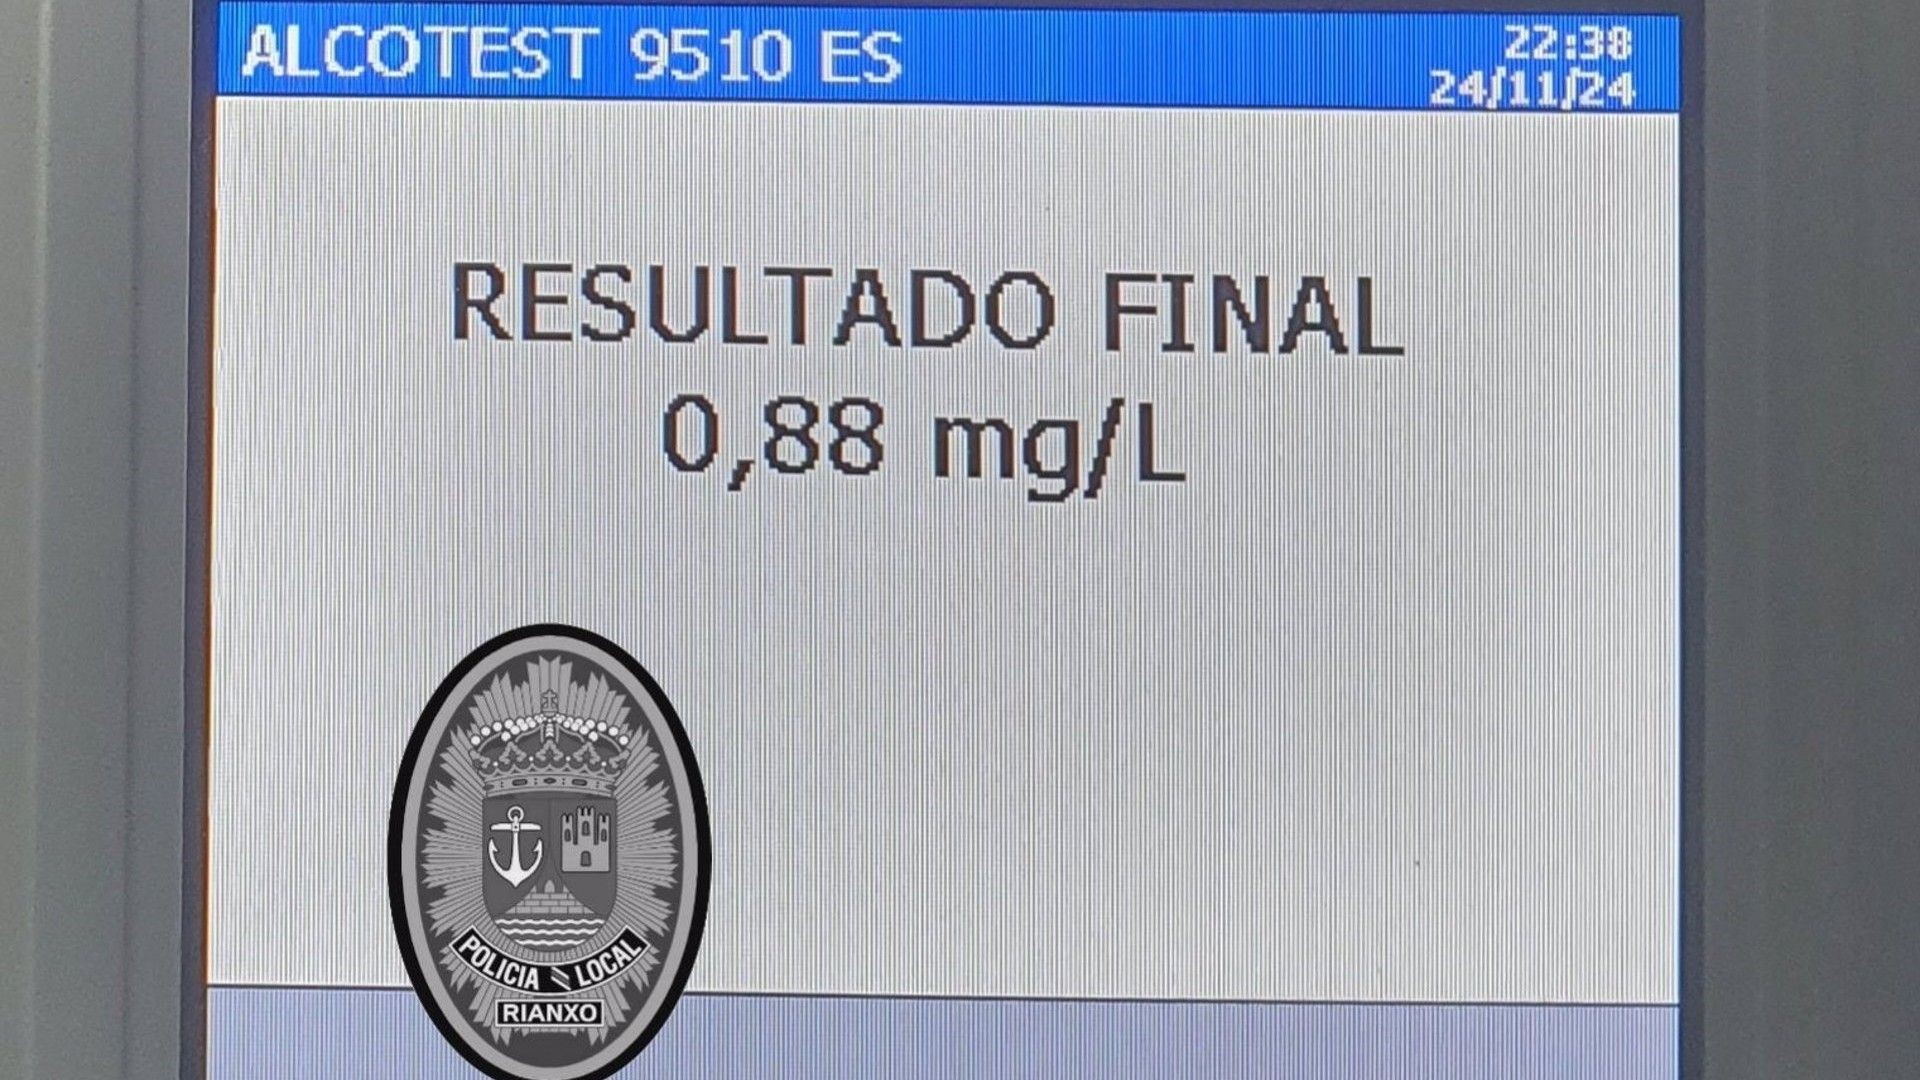 ALCOTEST 9510 ES
22:38
24/11/24
RESULTADO FINAL
0,88 mg/L
POLICIA LOCAL
RIANXO